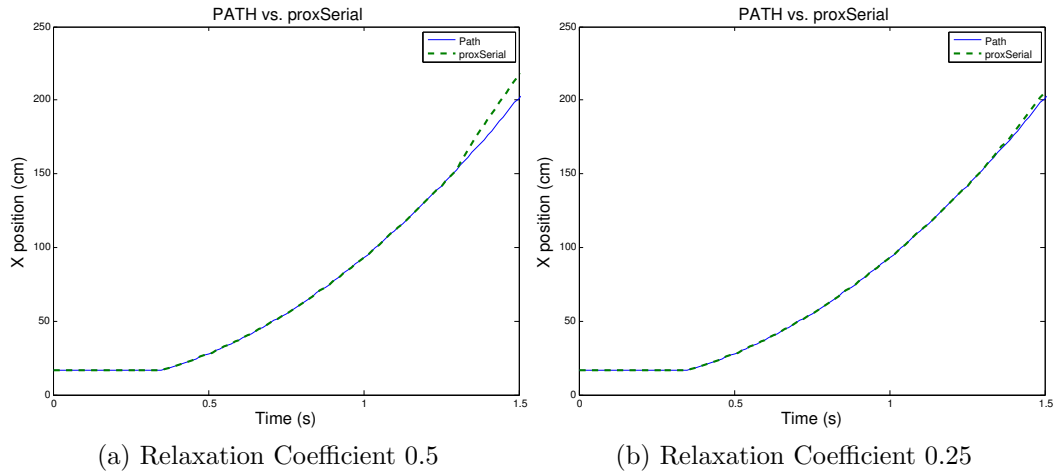 PATH vs. proxSerial
250
200
150
100
50
0
X position (cm)
Path
proxSerial
0
0.5
1
1.5
Time (s)
(a) Relaxation Coefficient 0.5
PATH vs. proxSerial
250
200
150
100
50
0
X position (cm)
Path
proxSerial
0
0.5
1
1.5
Time (s)
(b) Relaxation Coefficient 0.25